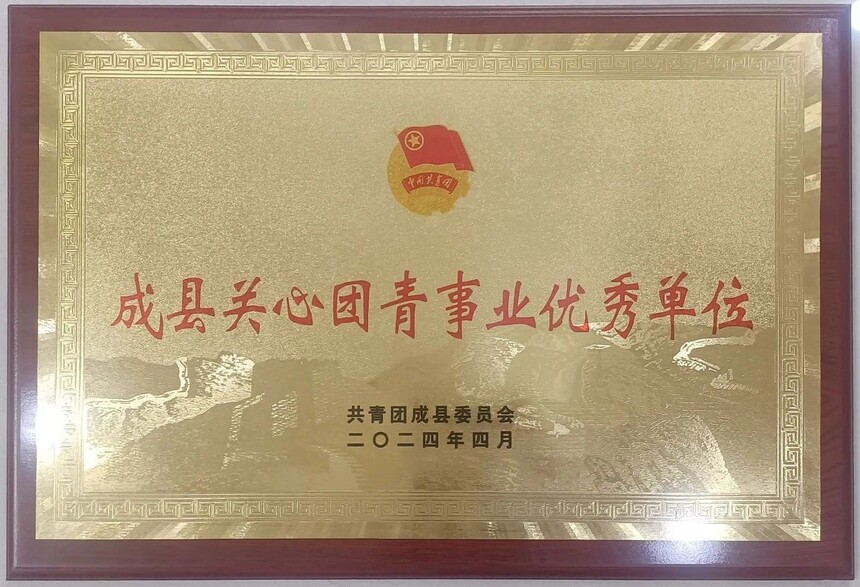 中国共青团
成县关心团青事业优秀单位
共青团成县委员会
二〇二四年四月